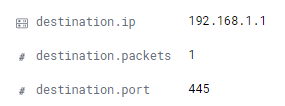 destination.ip 192.168.1.1
# destination.packets 1
# destination.port 445